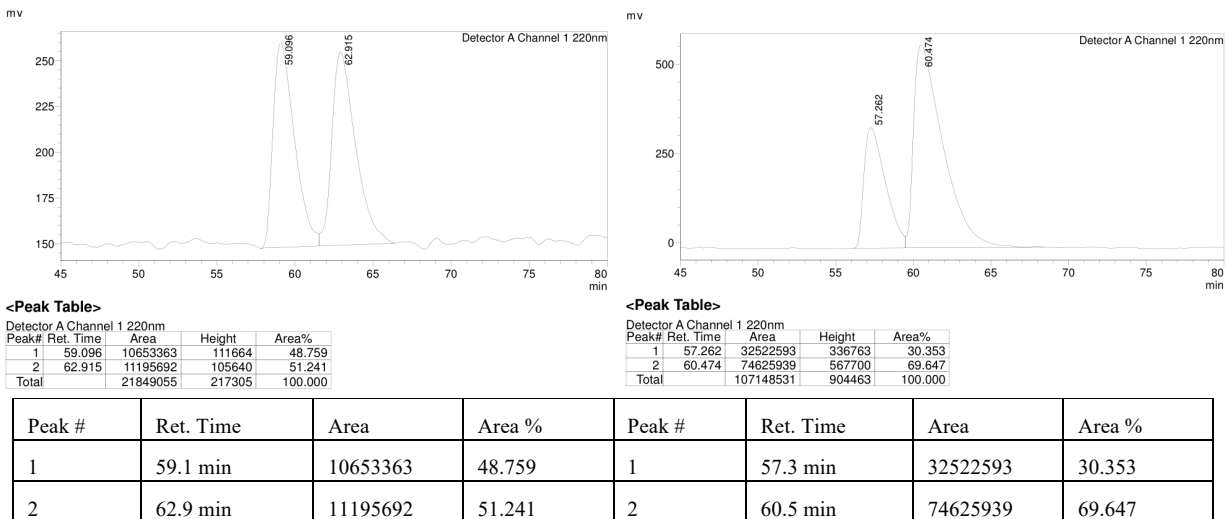 mv
Detector A Channel 1 220nm
59.096
62.915
250
225
200
175
150
45 50 55 60 65 70 75 80
min
<Peak Table>
Detector A Channel 1 220nm
Peak# Ret. Time Area Height Area%
1 59.096 10653363 111664 48.759
2 62.915 11195692 105640 51.241
Total 21849055 217305 100.000
mv
Detector A Channel 1 220nm
57.262
60.474
500
250
0
45 50 55 60 65 70 75 80
min
<Peak Table>
Detector A Channel 1 220nm
Peak# Ret. Time Area Height Area%
1 57.262 32522593 336763 30.353
2 60.474 74625939 567700 69.647
Total 107148531 904463 100.000
Peak # Ret. Time Area Area % Peak # Ret. Time Area Area %
1 59.1 min 10653363 48.759 1 57.3 min 32522593 30.353
2 62.9 min 11195692 51.241 2 60.5 min 74625939 69.647